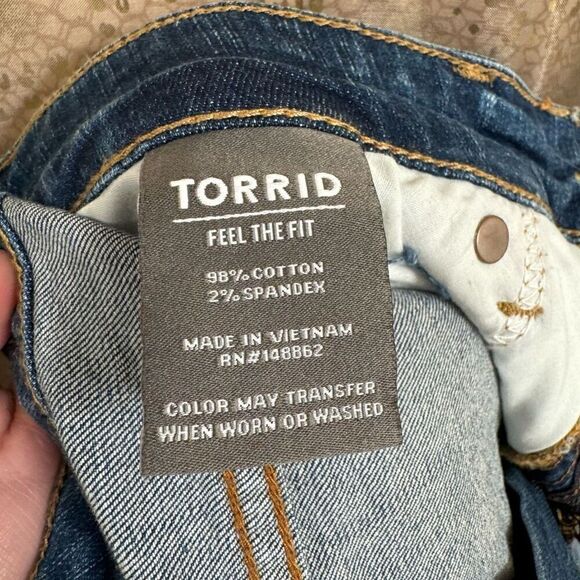 TORRID
FEEL THE FIT
98% COTTON
2% SPANDEX
MADE IN VIETNAM
RN#148862
COLOR MAY TRANSFER
WHEN WORN OR WASHED